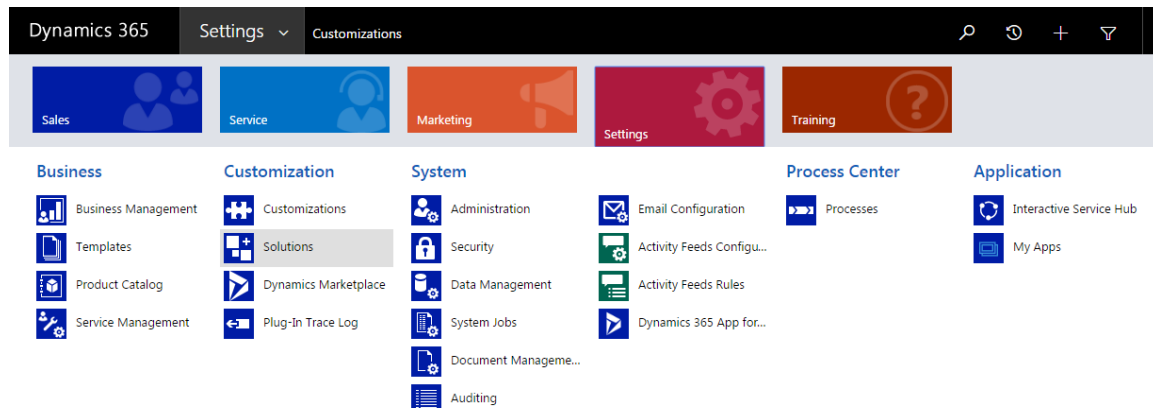 Dynamics 365 Settings Customizations
Sales Service Marketing Settings Training
Business Customization System Process Center Application
Business Management Customizations Administration Email Configuration Processes Interactive Service Hub
Templates Solutions Security Activity Feeds Configu... My Apps
Product Catalog Dynamics Marketplace Data Management Activity Feeds Rules
Service Management Plug-In Trace Log System Jobs Dynamics 365 App for...
Document Manageme...
Auditing